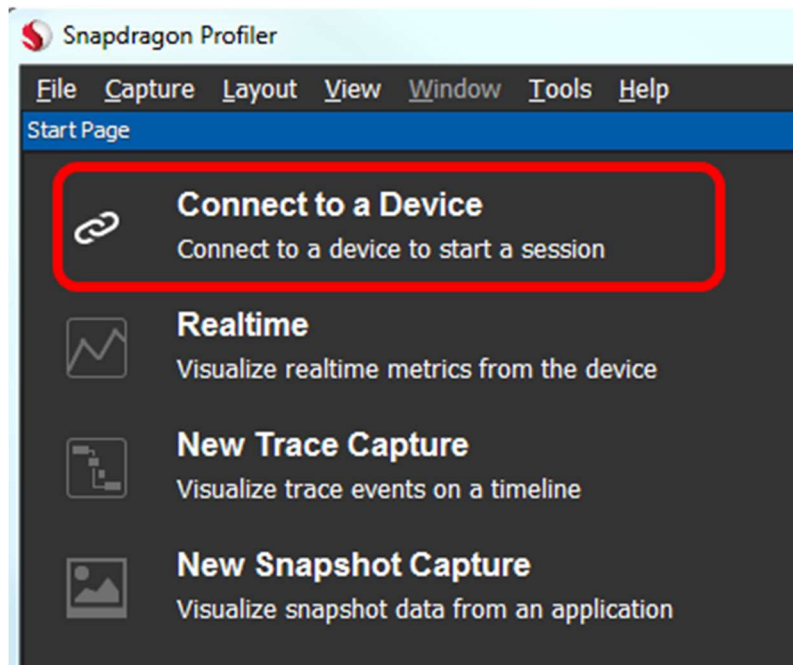 Snapdragon Profiler
File Capture Layout View Window Tools Help
Start Page
Connect to a Device
Connect to a device to start a session
Realtime
Visualize realtime metrics from the device
New Trace Capture
Visualize trace events on a timeline
New Snapshot Capture
Visualize snapshot data from an application